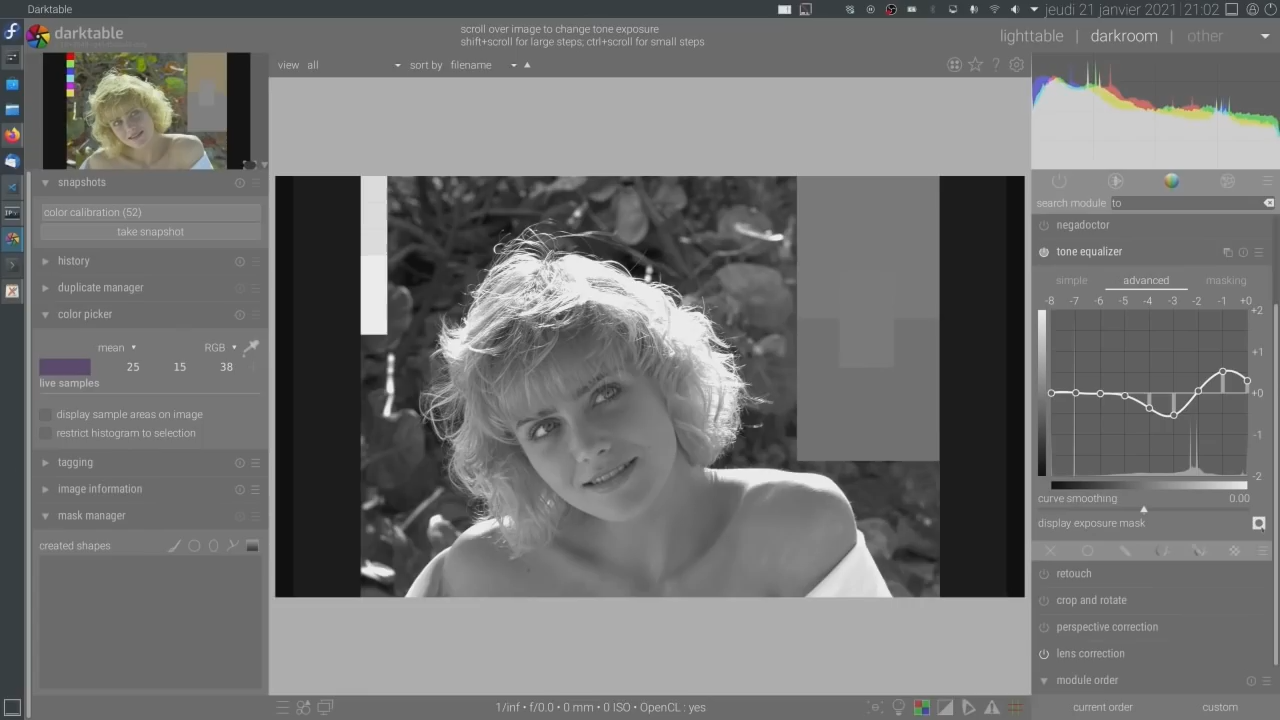 Darktable
jeudi 21 janvier 2021 | 21:02
darktable
scroll over image to change tone exposure
shift+scroll for large steps; ctrl+scroll for small steps
lighttable | darkroom | other
view all sort by filename
snapshots
color calibration (52)
take snapshot
history
duplicate manager
color picker
mean RGB
25 15 38
live samples
display sample areas on image
restrict histogram to selection
tagging
image information
mask manager
created shapes
search module to
negadoctor
tone equalizer
simple advanced masking
-8 -7 -6 -5 -4 -3 -2 -1 +0
+2
+1
+0
-1
-2
curve smoothing 0.00
display exposure mask
retouch
crop and rotate
perspective correction
lens correction
module order
current order custom
1/inf • f/0.0 • 0 mm • 0 ISO • OpenCL : yes